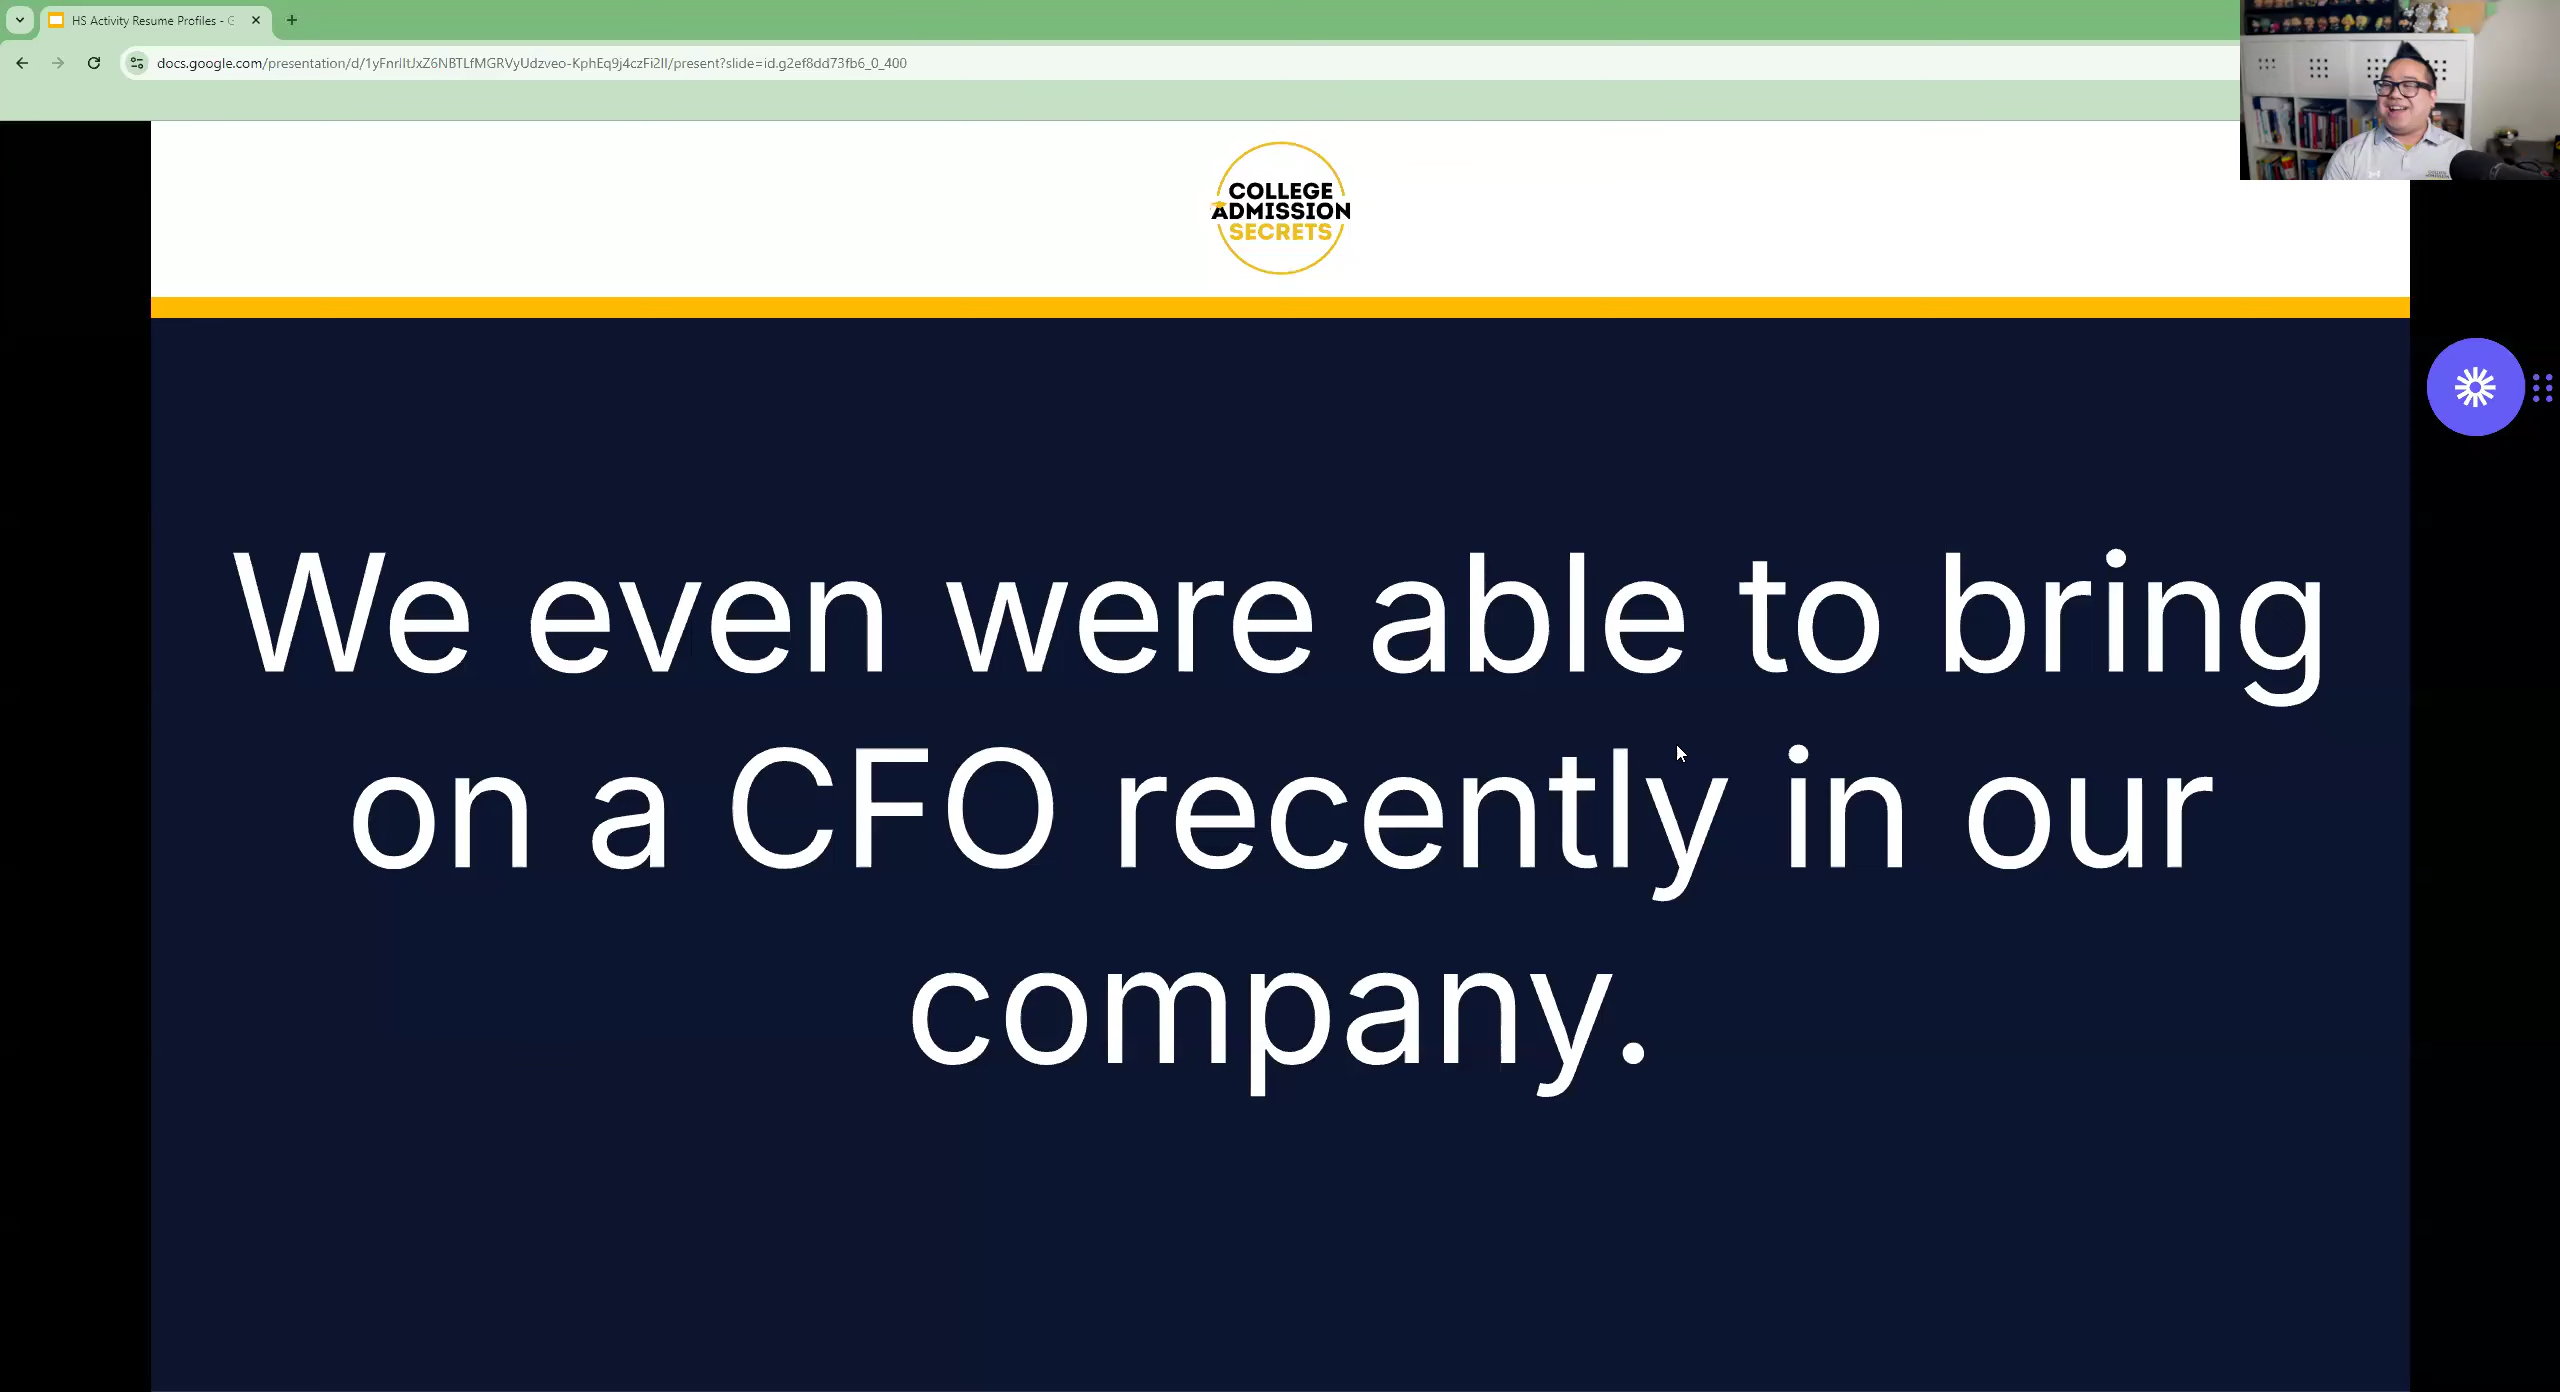 HS Activity Resume Profiles - G
docs.google.com/presentation/d/1yFnrlItJxZ6NBTLfMGRVyUdzveo-KphEq9j4czFi2lI/present?slide=id.g2ef8dd73fb6_0_400
COLLEGE
ADMISSION
SECRETS
We even were able to bring
on a CFO recently in our
company.